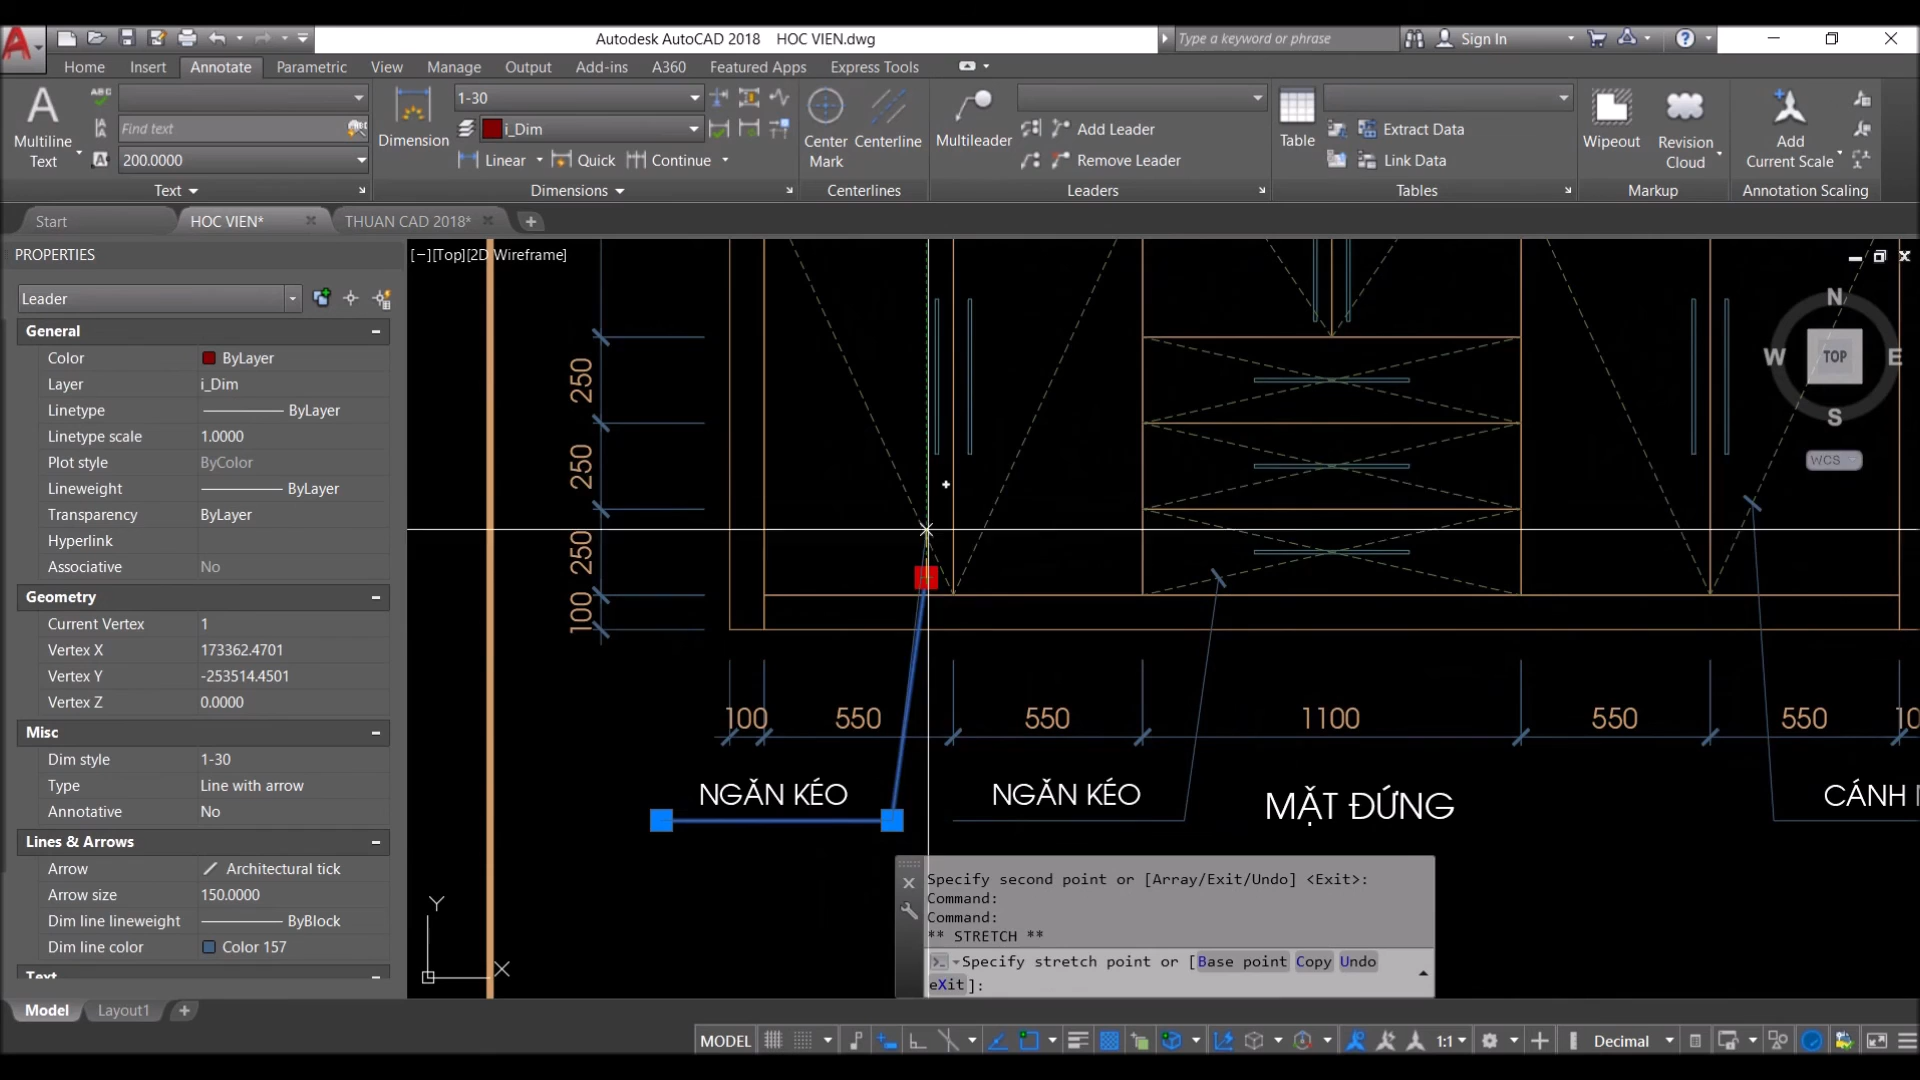 Autodesk AutoCAD 2018 HOC VIEN.dwg
Type a keyword or phrase
Sign In
Home Insert Annotate Parametric View Manage Output Add-ins A360 Featured Apps Express Tools
Multiline Text
ABC
Find text
200.0000
Text
Dimension
1-30
i_Dim
Linear Quick Continue
Dimensions
Center Mark
Centerline
Centerlines
Multileader
Add Leader
Remove Leader
Leaders
Table
Extract Data
Link Data
Tables
Wipeout
Revision Cloud
Markup
Add Current Scale
Annotation Scaling
Start
HOC VIEN*
THUAN CAD 2018*
PROPERTIES
Leader
General
Color ByLayer
Layer i_Dim
Linetype ByLayer
Linetype scale 1.0000
Plot style ByColor
Lineweight ByLayer
Transparency ByLayer
Hyperlink
Associative No
Geometry
Current Vertex 1
Vertex X 173362.4701
Vertex Y -253514.4501
Vertex Z 0.0000
Misc
Dim style 1-30
Type Line with arrow
Annotative No
Lines & Arrows
Arrow Architectural tick
Arrow size 150.0000
Dim line lineweight ByBlock
Dim line color Color 157
Text
[−][Top][2D Wireframe]
N
W TOP E
S
WCS
250
250
250
100
100 550 550 1100 550 550 10
NGĂN KÉO NGĂN KÉO MẶT ĐỨNG CÁNH
Y
X
Specify second point or [Array/Exit/Undo] <Exit>:
Command:
Command:
** STRETCH **
Specify stretch point or [Base point Copy Undo
eXit]:
Model Layout1
MODEL 1:1 Decimal